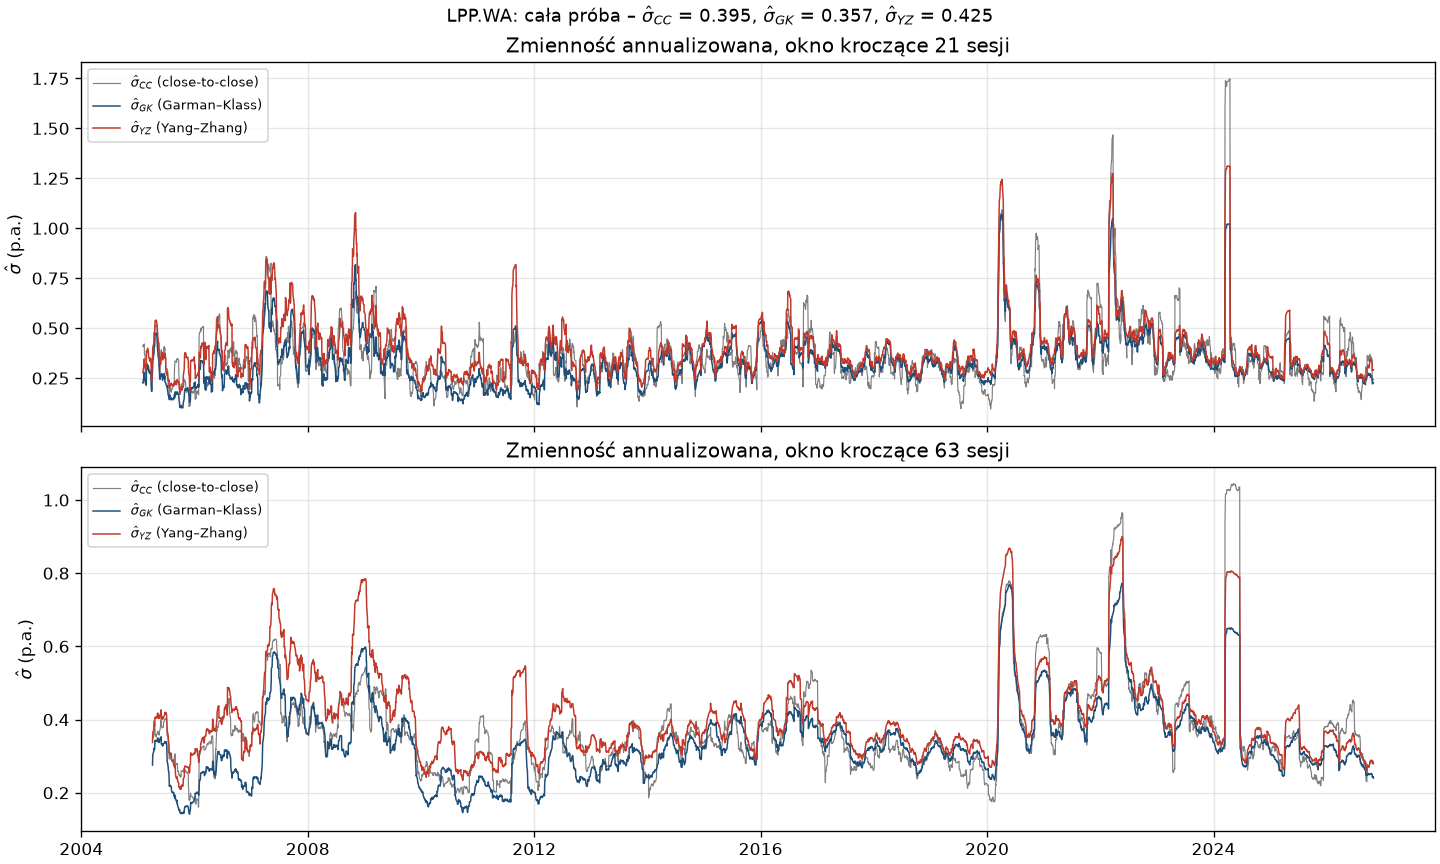 LPP.WA: cała próba – σ̂CC = 0.395, σ̂GK = 0.357, σ̂YZ = 0.425
Zmienność annualizowana, okno kroczące 21 sesji
σ̂CC (close-to-close)
σ̂GK (Garman–Klass)
σ̂YZ (Yang–Zhang)
1.75
1.50
1.25
1.00
0.75
0.50
0.25
σ̂ (p.a.)
Zmienność annualizowana, okno kroczące 63 sesji
σ̂CC (close-to-close)
σ̂GK (Garman–Klass)
σ̂YZ (Yang–Zhang)
1.0
0.8
0.6
0.4
0.2
σ̂ (p.a.)
2004 2008 2012 2016 2020 2024